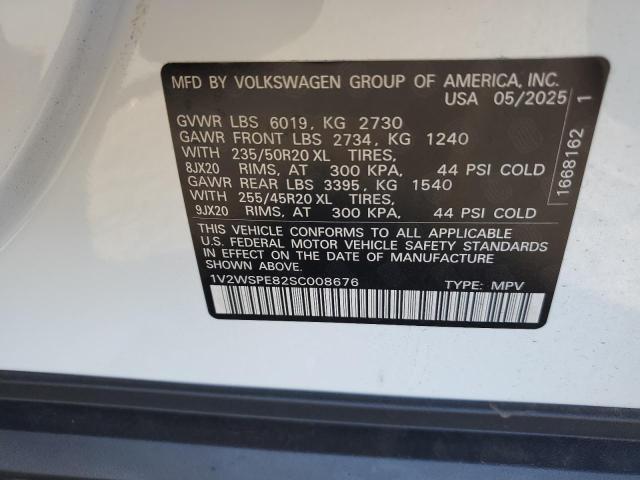 MFD BY VOLKSWAGEN GROUP OF AMERICA, INC.
USA 05/2025
GVWR LBS 6019, KG 2730
GAWR FRONT LBS 2734, KG 1240
WITH 235/50R20 XL TIRES,
8JX20 RIMS, AT 300 KPA, 44 PSI COLD
GAWR REAR LBS 3395, KG 1540
WITH 255/45R20 XL TIRES,
9JX20 RIMS, AT 300 KPA, 44 PSI COLD
THIS VEHICLE CONFORMS TO ALL APPLICABLE
U.S. FEDERAL MOTOR VEHICLE SAFETY STANDARDS
IN EFFECT ON THE DATE OF MANUFACTURE
SHOWN ABOVE.
1V2WSPE82SC008676
TYPE: MPV
1668162 1